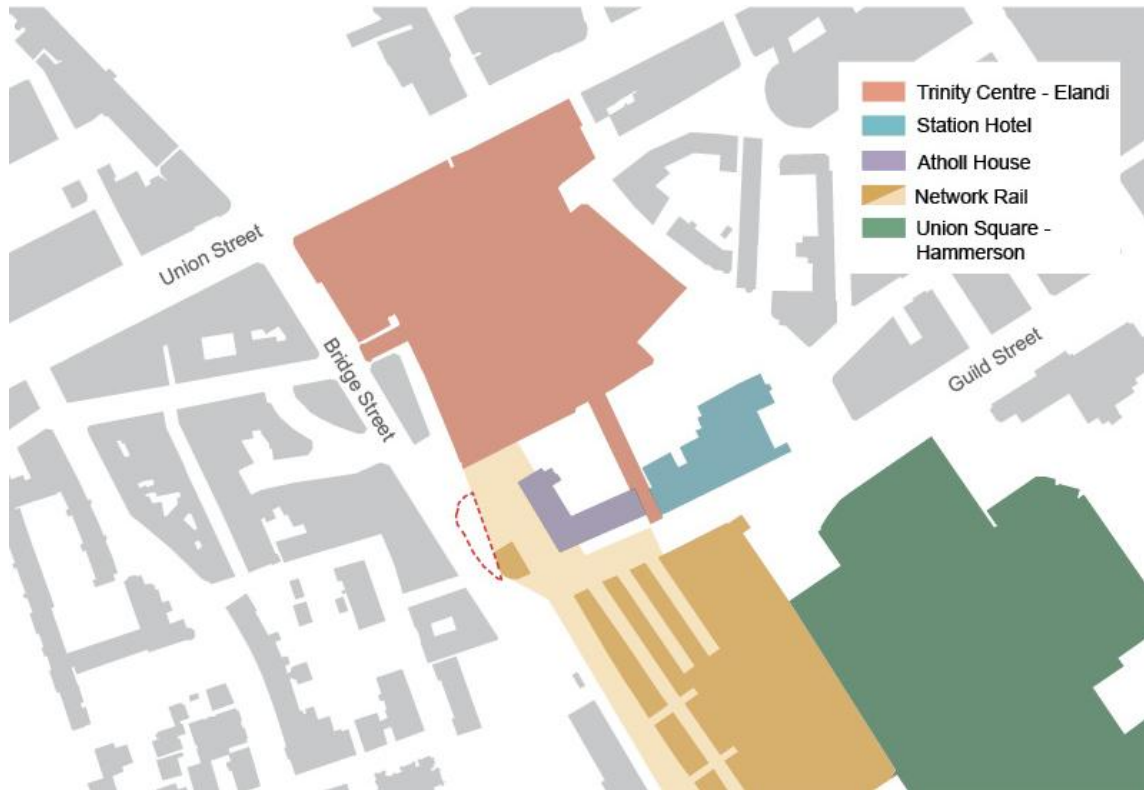 Trinity Centre - Elandi
Station Hotel
Atholl House
Network Rail
Union Square -
Hammerson
Union Street
Bridge Street
Guild Street